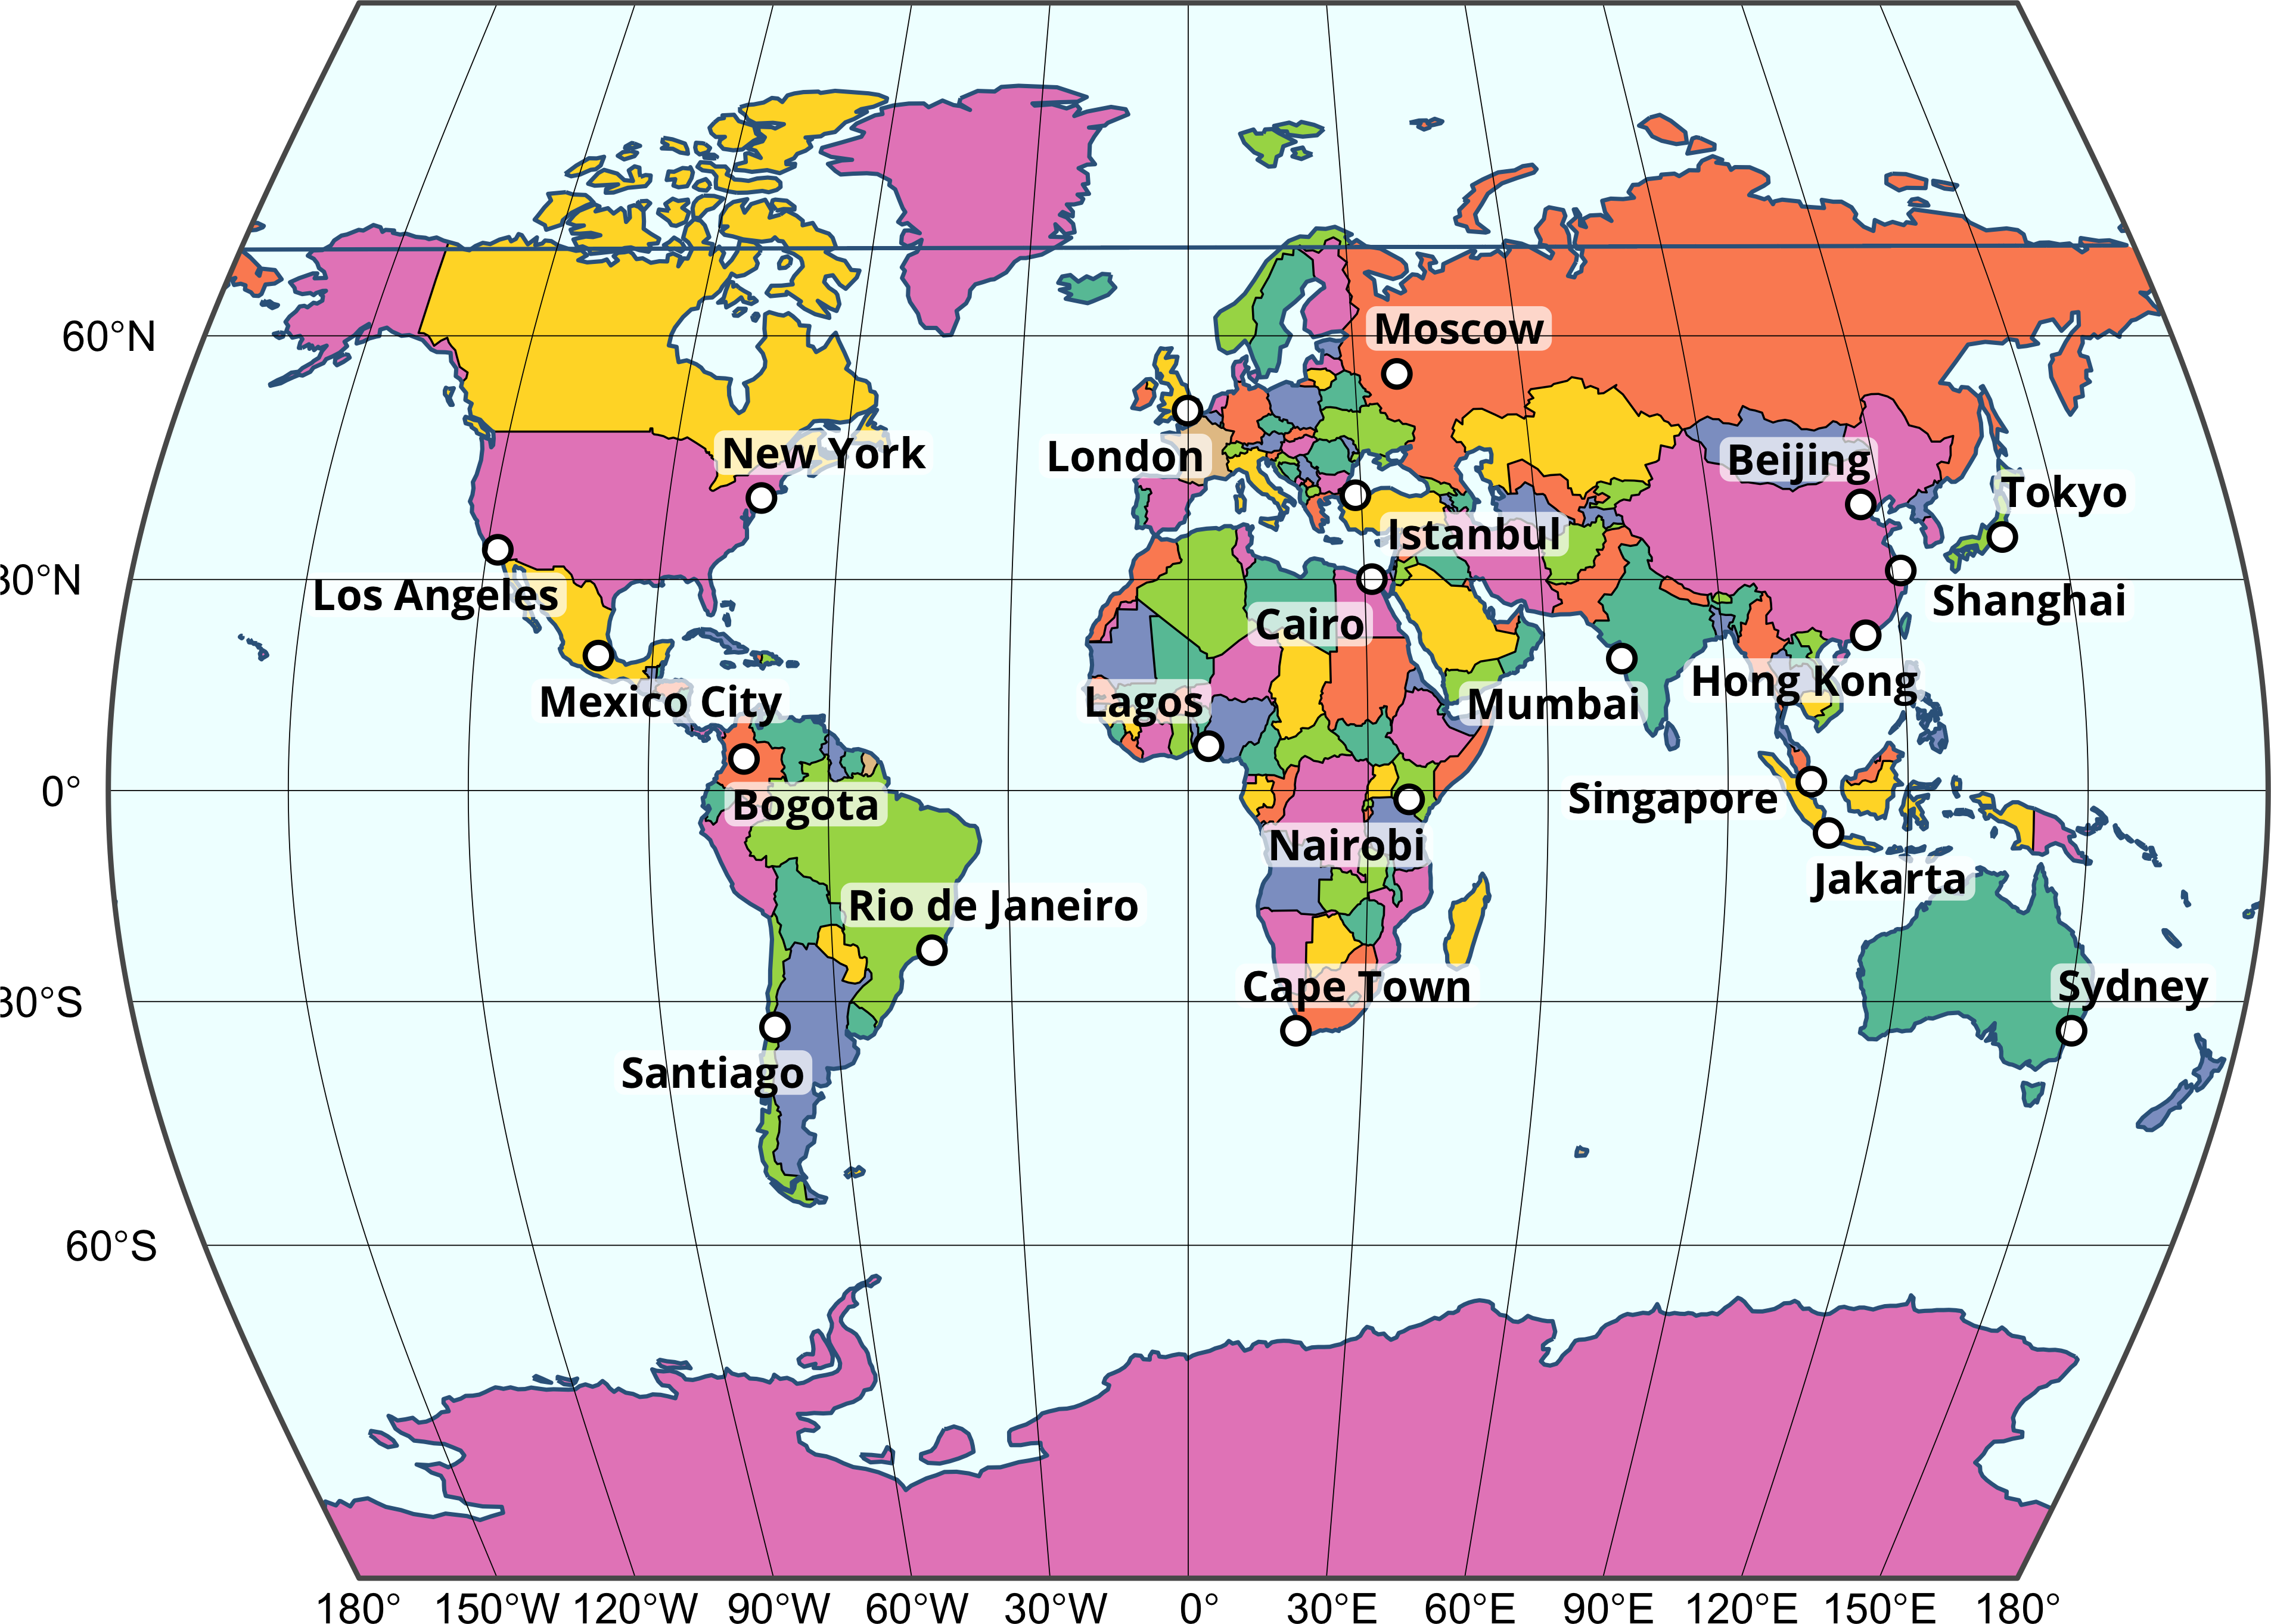 Moscow
60°N
New York
London
Beijing
Tokyo
Istanbul
30°N
Los Angeles
Shanghai
Cairo
Mexico City
Lagos
Mumbai
Hong Kong
0°
Bogota
Singapore
Nairobi
Jakarta
Rio de Janeiro
Cape Town
Sydney
30°S
Santiago
60°S
180° 150°W 120°W 90°W 60°W 30°W 0° 30°E 60°E 90°E 120°E 150°E 180°